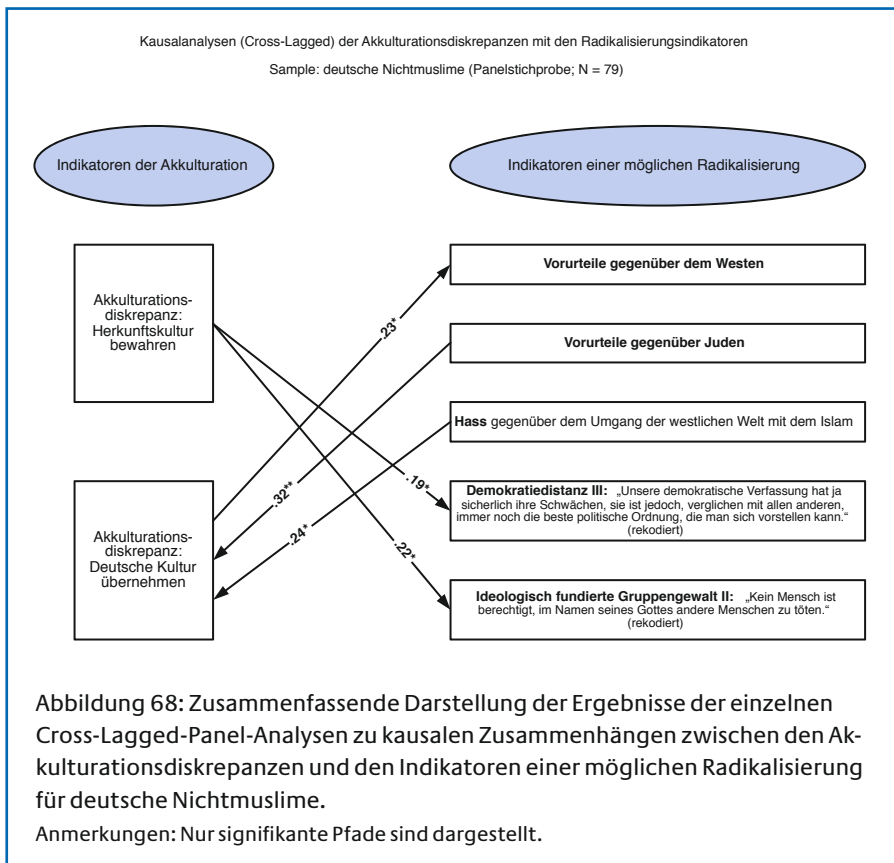 Kausalanalysen (Cross-Lagged) der Akkulturationsdiskrepanzen mit den Radikalisierungsindikatoren
Sample: deutsche Nichtmuslime (Panelstichprobe; N = 79)
Indikatoren der Akkulturation
Indikatoren einer möglichen Radikalisierung
Akkulturations-
diskrepanz:
Herkunftskultur
bewahren
Akkulturations-
diskrepanz:
Deutsche Kultur
übernehmen
.23*
.32**
.24*
.19*
.22*
Vorurteile gegenüber dem Westen
Vorurteile gegenüber Juden
Hass gegenüber dem Umgang der westlichen Welt mit dem Islam
Demokratiedistanz III: „Unsere demokratische Verfassung hat ja
sicherlich ihre Schwächen, sie ist jedoch, verglichen mit allen anderen,
immer noch die beste politische Ordnung, die man sich vorstellen kann.“
(rekodiert)
Ideologisch fundierte Gruppengewalt II: „Kein Mensch ist
berechtigt, im Namen seines Gottes andere Menschen zu töten.“
(rekodiert)
Abbildung 68: Zusammenfassende Darstellung der Ergebnisse der einzelnen
Cross-Lagged-Panel-Analysen zu kausalen Zusammenhängen zwischen den Ak-
kulturationsdiskrepanzen und den Indikatoren einer möglichen Radikalisierung
für deutsche Nichtmuslime.
Anmerkungen: Nur signifikante Pfade sind dargestellt.